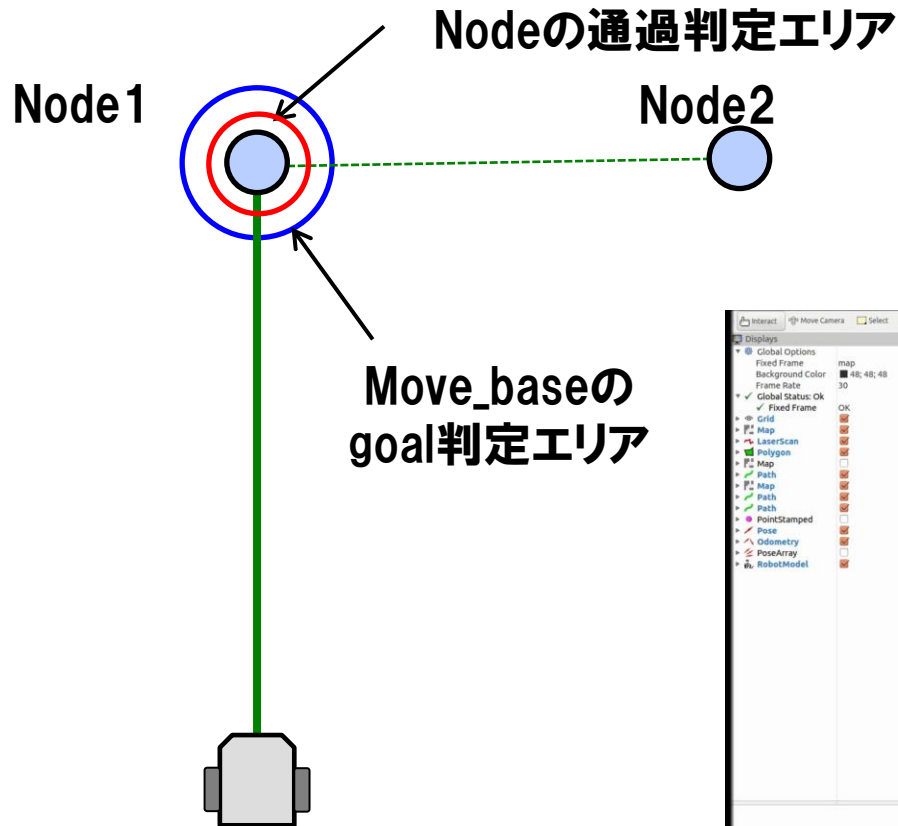 Nodeの通過判定エリア
Node1
Node2
Move_baseの
goal判定エリア
Interact Move Camera Select
Displays
Global Options
Fixed Frame map
Background Color 48; 48; 48
Frame Rate 30
Global Status: Ok
Fixed Frame OK
Grid
Map
LaserScan
Polygon
Map
Path
Map
Path
Path
PointStamped
Pose
Odometry
PoseArray
RobotModel